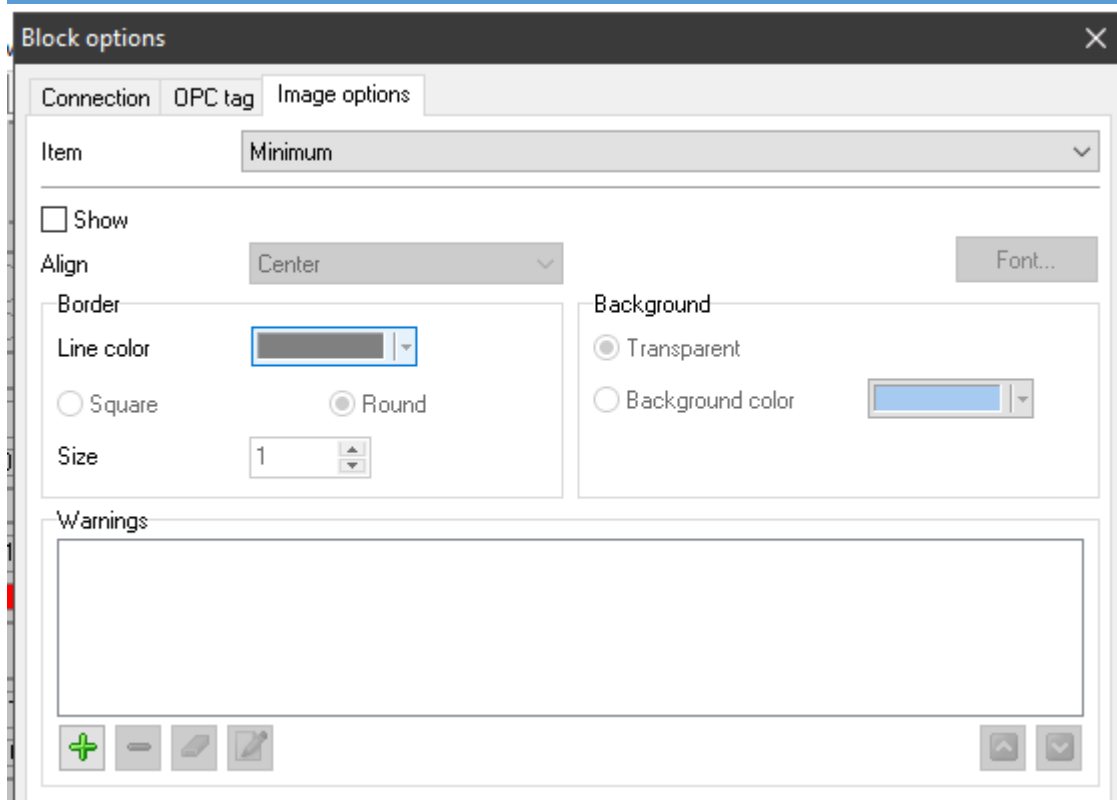 Block options
Connection OPC tag Image options
Item Minimum
Show
Align Center Font...
Border Background
Line color Transparent
Square Round Background color
Size 1
Warnings